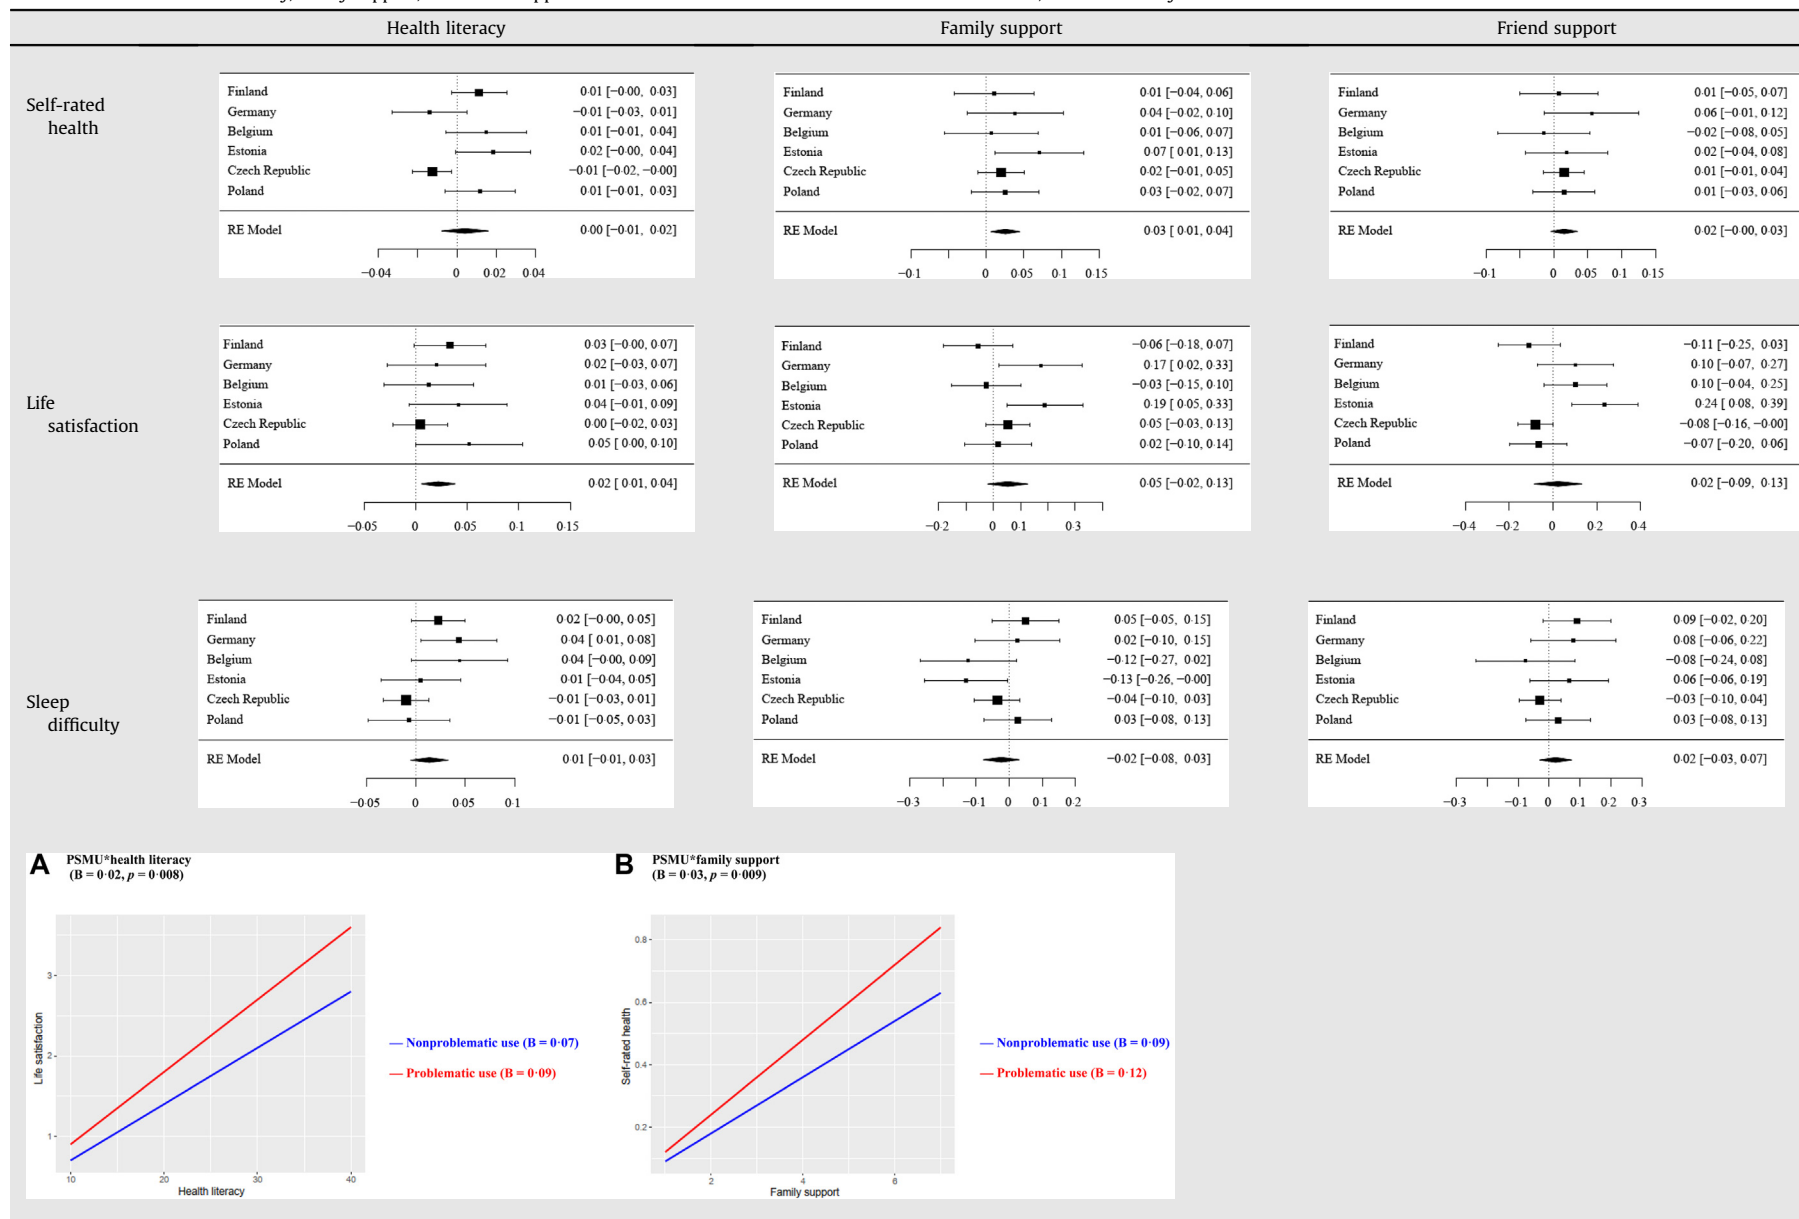 Health literacy Family support Friend support
Self-rated
health
Finland 0·01 [−0·00, 0·03]
Germany −0·01 [−0·03, 0·01]
Belgium 0·01 [−0·01, 0·04]
Estonia 0·02 [−0·00, 0·04]
Czech Republic −0·01 [−0·02, −0·00]
Poland 0·01 [−0·01, 0·03]
RE Model 0·00 [−0·01, 0·02]
−0·04 0 0·02 0·04
Finland 0·01 [−0·04, 0·06]
Germany 0·04 [−0·02, 0·10]
Belgium 0·01 [−0·06, 0·07]
Estonia 0·07 [ 0·01, 0·13]
Czech Republic 0·02 [−0·01, 0·05]
Poland 0·03 [−0·02, 0·07]
RE Model 0·03 [ 0·01, 0·04]
−0·1 0 0·05 0·1 0·15
Finland 0·01 [−0·05, 0·07]
Germany 0·06 [−0·01, 0·12]
Belgium −0·02 [−0·08, 0·05]
Estonia 0·02 [−0·04, 0·08]
Czech Republic 0·01 [−0·01, 0·04]
Poland 0·01 [−0·03, 0·06]
RE Model 0·02 [−0·00, 0·03]
−0·1 0 0·05 0·1 0·15
Life
satisfaction
Finland 0·03 [−0·00, 0·07]
Germany 0·02 [−0·03, 0·07]
Belgium 0·01 [−0·03, 0·06]
Estonia 0·04 [−0·01, 0·09]
Czech Republic 0·00 [−0·02, 0·03]
Poland 0·05 [ 0·00, 0·10]
RE Model 0·02 [ 0·01, 0·04]
−0·05 0 0·05 0·1 0·15
Finland −0·06 [−0·18, 0·07]
Germany 0·17 [ 0·02, 0·33]
Belgium −0·03 [−0·15, 0·10]
Estonia 0·19 [ 0·05, 0·33]
Czech Republic 0·05 [−0·03, 0·13]
Poland 0·02 [−0·10, 0·14]
RE Model 0·05 [−0·02, 0·13]
−0·2 0 0·1 0·3
Finland −0·11 [−0·25, 0·03]
Germany 0·10 [−0·07, 0·27]
Belgium 0·10 [−0·04, 0·25]
Estonia 0·24 [ 0·08, 0·39]
Czech Republic −0·08 [−0·16, −0·00]
Poland −0·07 [−0·20, 0·06]
RE Model 0·02 [−0·09, 0·13]
−0·4 −0·2 0 0·2 0·4
Sleep
difficulty
Finland 0·02 [−0·00, 0·05]
Germany 0·04 [ 0·01, 0·08]
Belgium 0·04 [−0·00, 0·09]
Estonia 0·01 [−0·04, 0·05]
Czech Republic −0·01 [−0·03, 0·01]
Poland −0·01 [−0·05, 0·03]
RE Model 0·01 [−0·01, 0·03]
−0·05 0 0·05 0·1
Finland 0·05 [−0·05, 0·15]
Germany 0·02 [−0·10, 0·15]
Belgium −0·12 [−0·27, 0·02]
Estonia −0·13 [−0·26, −0·00]
Czech Republic −0·04 [−0·10, 0·03]
Poland 0·03 [−0·08, 0·13]
RE Model −0·02 [−0·08, 0·03]
−0·3 −0·1 0 0·1 0·2
Finland 0·09 [−0·02, 0·20]
Germany 0·08 [−0·06, 0·22]
Belgium −0·08 [−0·24, 0·08]
Estonia 0·06 [−0·06, 0·19]
Czech Republic −0·03 [−0·10, 0·04]
Poland 0·03 [−0·08, 0·13]
RE Model 0·02 [−0·03, 0·07]
−0·3 −0·1 0 0·1 0·2 0·3
A PSMU*health literacy
(B = 0·02, p = 0·008)
Life satisfaction
3
2
1
10 20 30 40
Health literacy
Nonproblematic use (B = 0·07)
Problematic use (B = 0·09)
B PSMU*family support
(B = 0·03, p = 0·009)
Self-rated health
0.8
0.6
0.4
0.2
2 4 6
Family support
Nonproblematic use (B = 0·09)
Problematic use (B = 0·12)